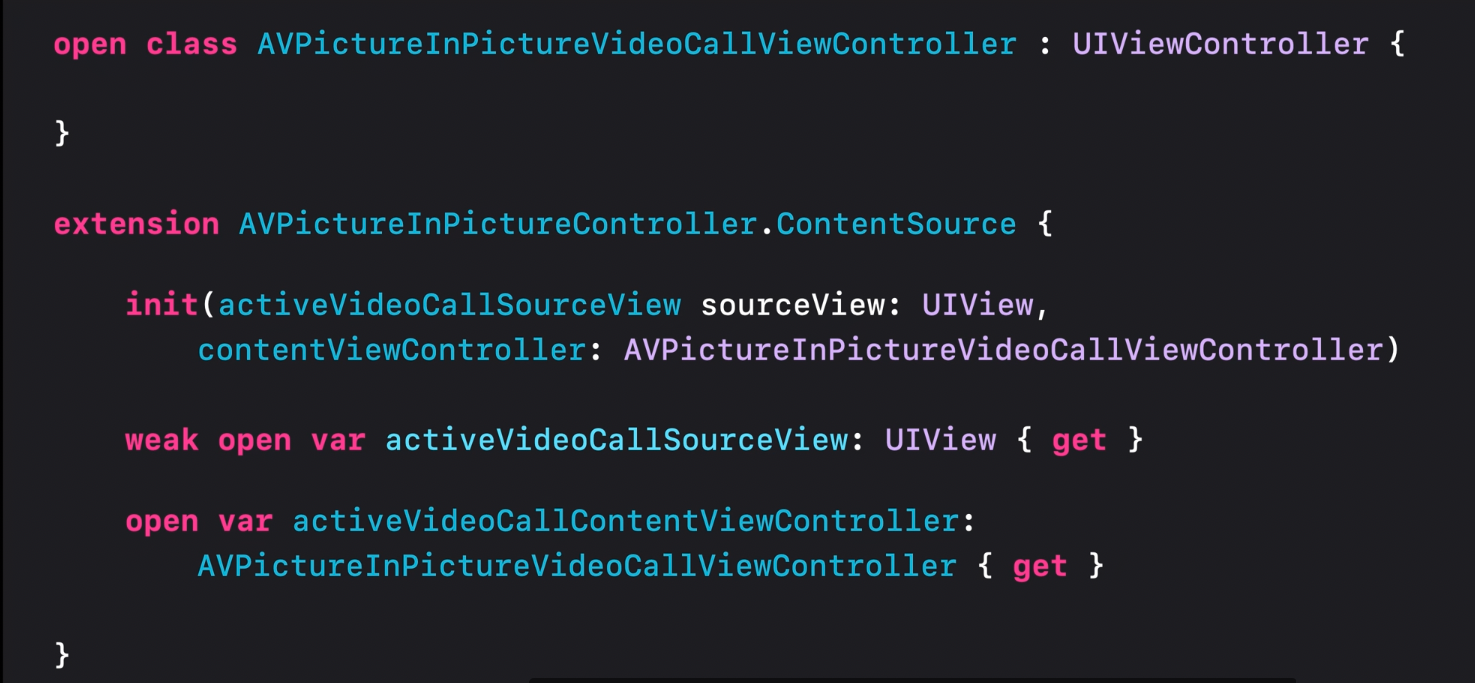 open class AVPictureInPictureVideoCallViewController : UIViewController {
}
extension AVPictureInPictureController.ContentSource {
init(activeVideoCallSourceView sourceView: UIView,
contentViewController: AVPictureInPictureVideoCallViewController)
weak open var activeVideoCallSourceView: UIView { get }
open var activeVideoCallContentViewController:
AVPictureInPictureVideoCallViewController { get }
}